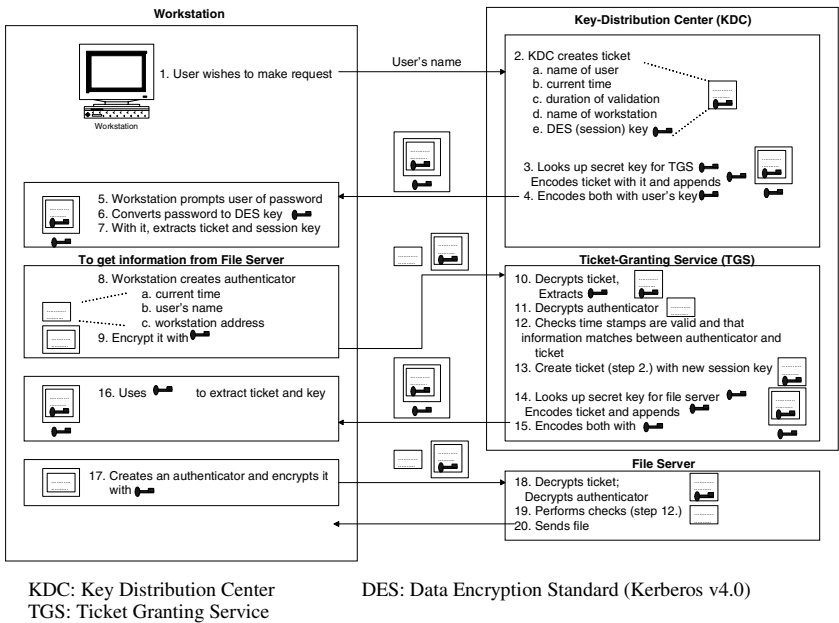 Workstation
Key-Distribution Center (KDC)
1. User wishes to make request
Workstation
User's name
2. KDC creates ticket
a. name of user
b. current time
c. duration of validation
d. name of workstation
e. DES (session) key
3. Looks up secret key for TGS
Encodes ticket with it and appends
4. Encodes both with user's key
5. Workstation prompts user of password
6. Converts password to DES key
7. With it, extracts ticket and session key
To get information from File Server
8. Workstation creates authenticator
a. current time
b. user's name
c. workstation address
9. Encrypt it with
Ticket-Granting Service (TGS)
10. Decrypts ticket,
Extracts
11. Decrypts authenticator
12. Checks time stamps are valid and that
information matches between authenticator and
ticket
13. Create ticket (step 2.) with new session key
14. Looks up secret key for file server
Encodes ticket and appends
15. Encodes both with
16. Uses to extract ticket and key
17. Creates an authenticator and encrypts it
with
File Server
18. Decrypts ticket;
Decrypts authenticator
19. Performs checks (step 12.)
20. Sends file
KDC: Key Distribution Center DES: Data Encryption Standard (Kerberos v4.0)
TGS: Ticket Granting Service